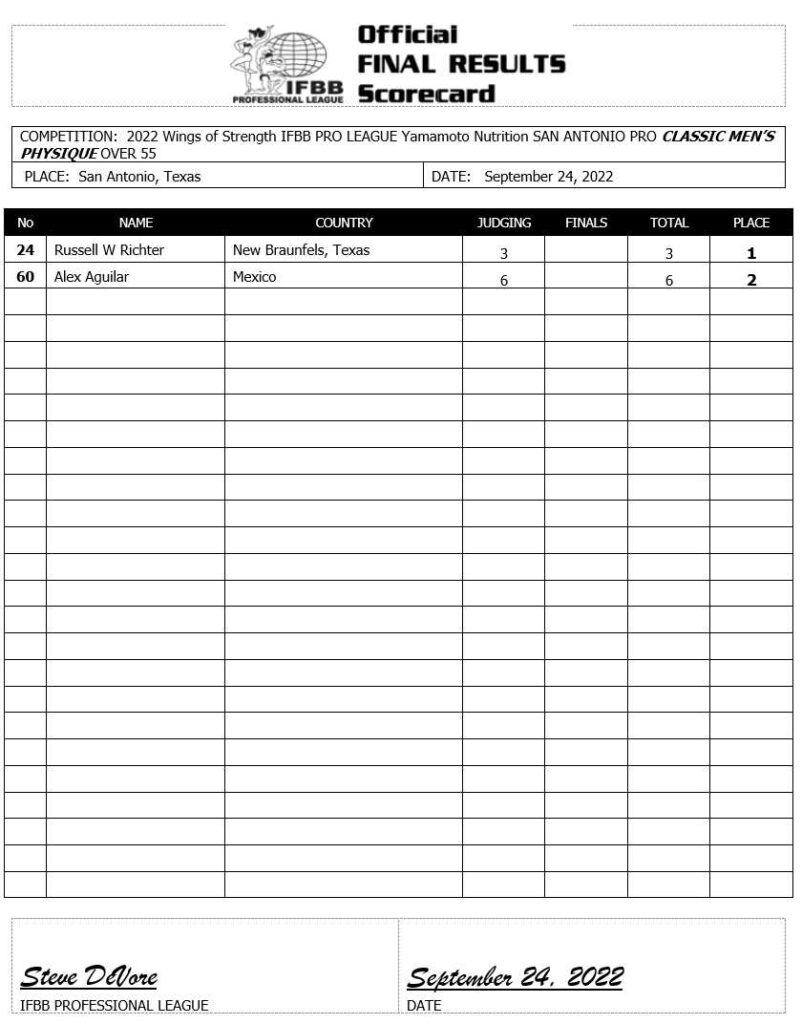 Official
FINAL RESULTS
Scorecard
IFBB
PROFESSIONAL LEAGUE
COMPETITION: 2022 Wings of Strength IFBB PRO LEAGUE Yamamoto Nutrition SAN ANTONIO PRO CLASSIC MEN'S
PHYSIQUE OVER 55
PLACE: San Antonio, Texas DATE: September 24, 2022
No NAME COUNTRY JUDGING FINALS TOTAL PLACE
24 Russell W Richter New Braunfels, Texas 3 3 1
60 Alex Aguilar Mexico 6 6 2
Steve DeVore September 24, 2022
IFBB PROFESSIONAL LEAGUE DATE